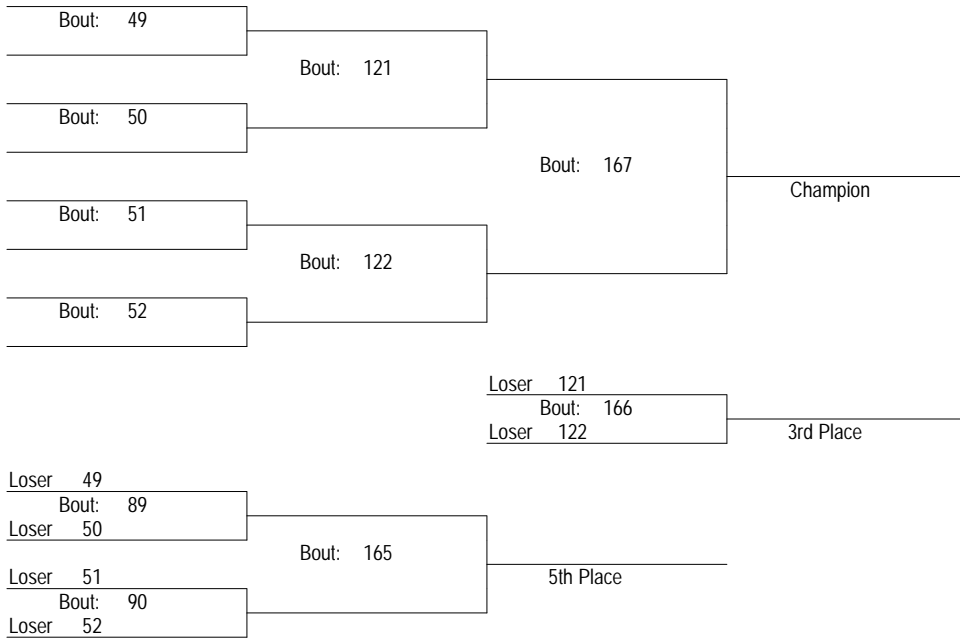 Bout: 49
Bout: 121
Bout: 50
Bout: 167
Champion
Bout: 51
Bout: 122
Bout: 52
Loser 121
Bout: 166
Loser 122
3rd Place
Loser 49
Bout: 89
Loser 50
Bout: 165
5th Place
Loser 51
Bout: 90
Loser 52